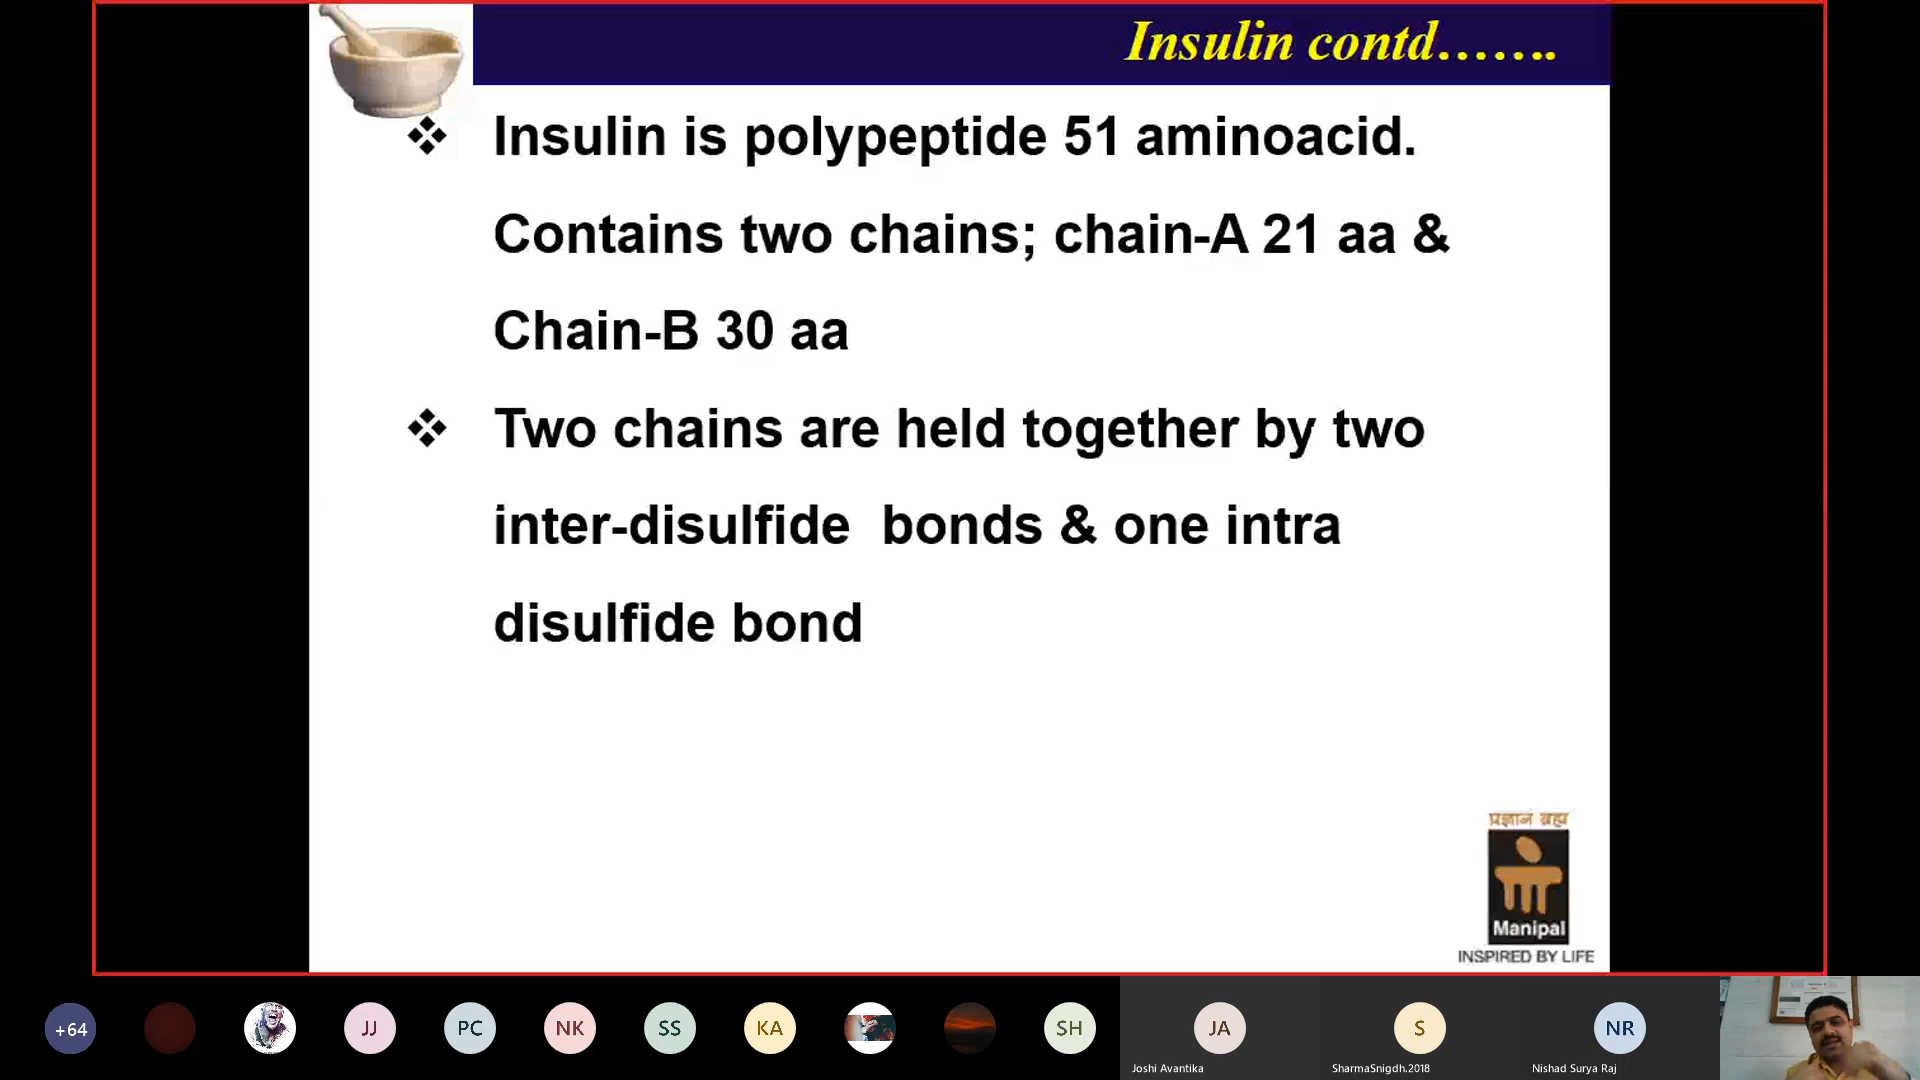 Insulin contd…….
❖ Insulin is polypeptide 51 aminoacid.
Contains two chains; chain-A 21 aa &
Chain-B 30 aa
❖ Two chains are held together by two
inter-disulfide bonds & one intra
disulfide bond
प्रज्ञानं ब्रह्म
Manipal
INSPIRED BY LIFE
+64
JJ
PC
NK
SS
KA
SH
JA
S
NR
Joshi Avantika
SharmaSnigdh.2018
Nishad Surya Raj